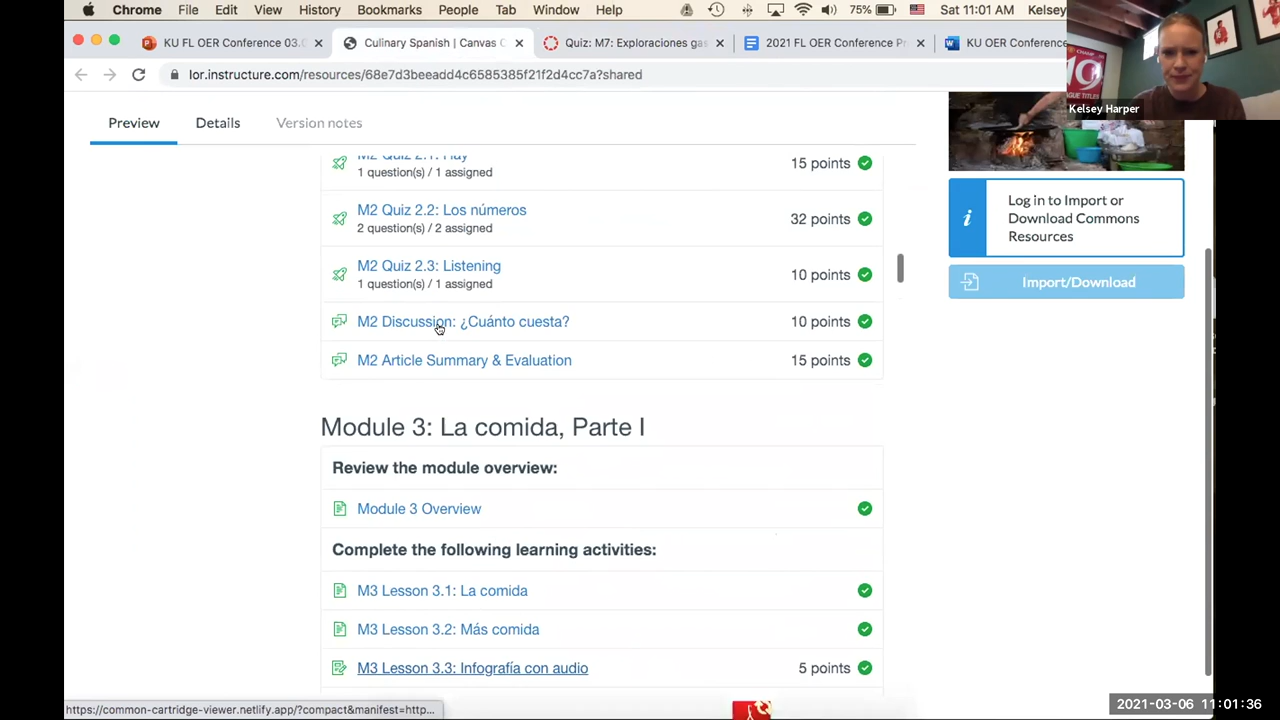 Chrome File Edit View History Bookmarks People Tab Window Help 75% Sat 11:01 AM Kelsey
KU FL OER Conference 03. × Culinary Spanish | Canvas C × Quiz: M7: Exploraciones gas × 2021 FL OER Conference Pr × KU OER Conference
lor.instructure.com/resources/68e7d3beeadd4c6585385f21f2d4cc7a?shared
Kelsey Harper
Preview Details Version notes
M2 Quiz 2.1: Hay 15 points
1 question(s) / 1 assigned
M2 Quiz 2.2: Los números 32 points
2 question(s) / 2 assigned
M2 Quiz 2.3: Listening 10 points
1 question(s) / 1 assigned
M2 Discussion: ¿Cuánto cuesta? 10 points
M2 Article Summary & Evaluation 15 points
Module 3: La comida, Parte I
Review the module overview:
Module 3 Overview
Complete the following learning activities:
M3 Lesson 3.1: La comida
M3 Lesson 3.2: Más comida
M3 Lesson 3.3: Infografía con audio 5 points
Log in to Import or
Download Commons
Resources
Import/Download
https://common-cartridge-viewer.netlify.app/?compact&manifest=http...
2021-03-06 11:01:36